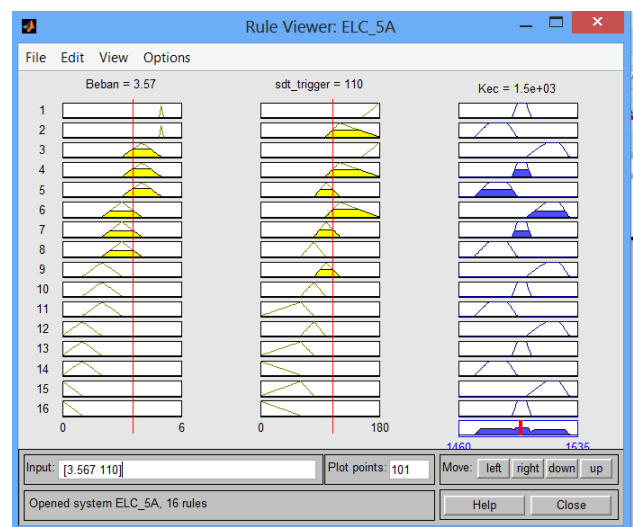 Rule Viewer: ELC_5A
File Edit View Options
Beban = 3.57 sdt_trigger = 110 Kec = 1.5e+03
1
2
3
4
5
6
7
8
9
10
11
12
13
14
15
16
0 6 0 180
1460 1535
Input: [3.567 110] Plot points: 101 Move: left right down up
Opened system ELC_5A, 16 rules Help Close